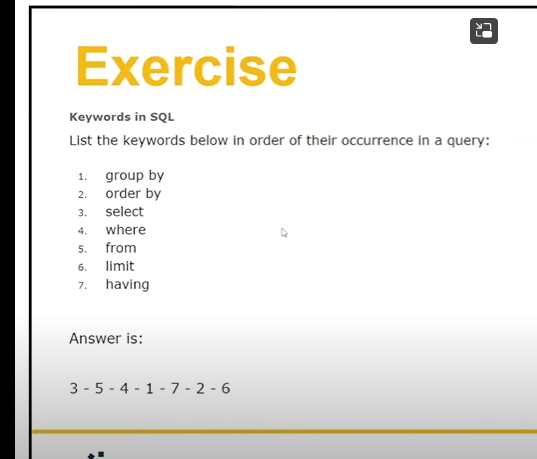 Exercise
Keywords in SQL
List the keywords below in order of their occurrence in a query:
1. group by
2. order by
3. select
4. where
5. from
6. limit
7. having
Answer is:
3 - 5 - 4 - 1 - 7 - 2 - 6